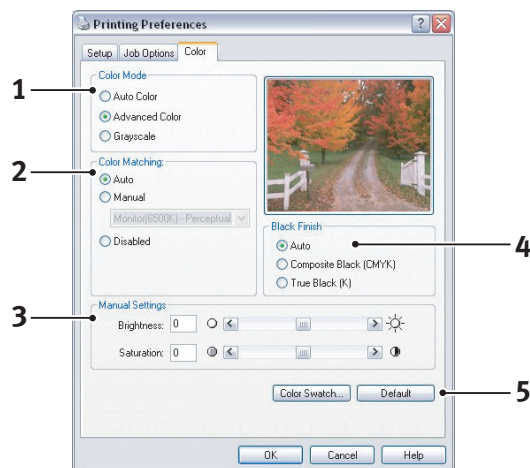 Printing Preferences
Setup Job Options Color
1
Color Mode
Auto Color
Advanced Color
Grayscale
2
Color Matching:
Auto
Manual
Monitor(6500K) - Perceptual
Disabled
Black Finish
Auto
4
Composite Black (CMYK)
True Black (K)
3
Manual Settings
Brightness: 0
Saturation: 0
Color Swatch... Default
5
OK Cancel Help